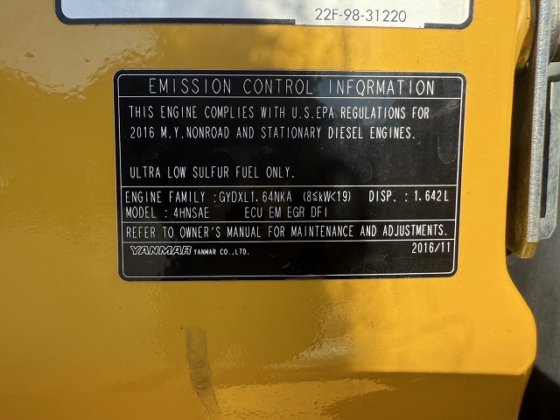 22F-98-31220
EMISSION CONTROL INFORMATION
THIS ENGINE COMPLIES WITH U.S.EPA REGULATIONS FOR
2016 M.Y.NONROAD AND STATIONARY DIESEL ENGINES.
ULTRA LOW SULFUR FUEL ONLY.
ENGINE FAMILY :GYDXL1.64NKA (8≤kW<19) DISP. : 1.642L
MODEL : 4HNSAE ECU EM EGR DFI
REFER TO OWNER'S MANUAL FOR MAINTENANCE AND ADJUSTMENTS.
YANMAR YANMAR CO.,LTD. 2016/11